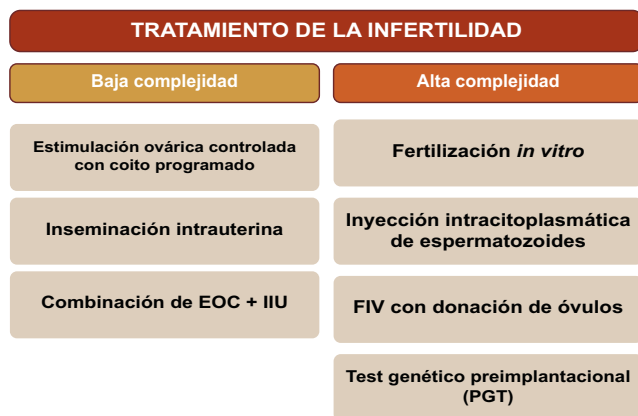 TRATAMIENTO DE LA INFERTILIDAD
Baja complejidad
Estimulación ovárica controlada
con coito programado
Inseminación intrauterina
Combinación de EOC + IIU
Alta complejidad
Fertilización in vitro
Inyección intracitoplasmática
de espermatozoides
FIV con donación de óvulos
Test genético preimplantacional
(PGT)